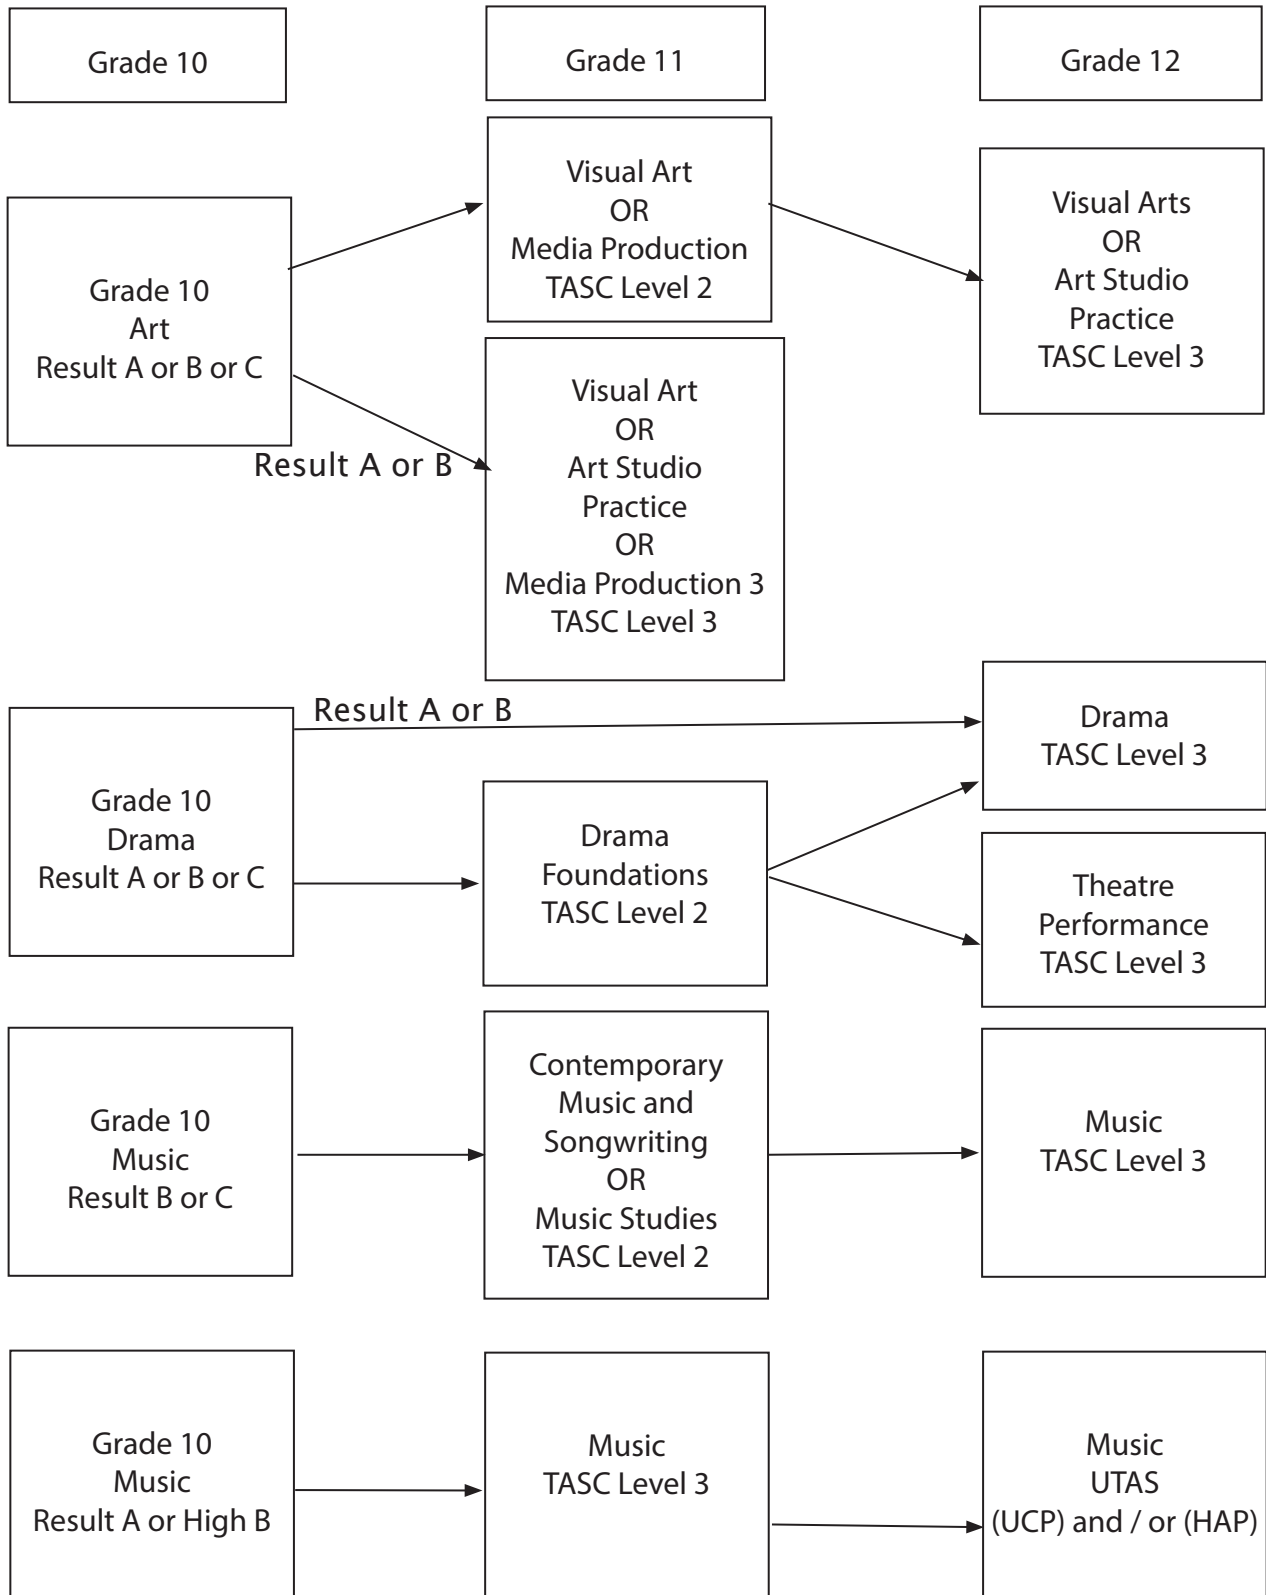 Grade 10
Grade 11
Grade 12
Grade 10
Art
Result A or B or C
Visual Art
OR
Media Production
TASC Level 2
Visual Arts
OR
Art Studio
Practice
TASC Level 3
Result A or B
Visual Art
OR
Art Studio
Practice
OR
Media Production 3
TASC Level 3
Grade 10
Drama
Result A or B or C
Result A or B
Drama
TASC Level 3
Drama
Foundations
TASC Level 2
Theatre
Performance
TASC Level 3
Grade 10
Music
Result B or C
Contemporary
Music and
Songwriting
OR
Music Studies
TASC Level 2
Music
TASC Level 3
Grade 10
Music
Result A or High B
Music
TASC Level 3
Music
UTAS
(UCP) and / or (HAP)